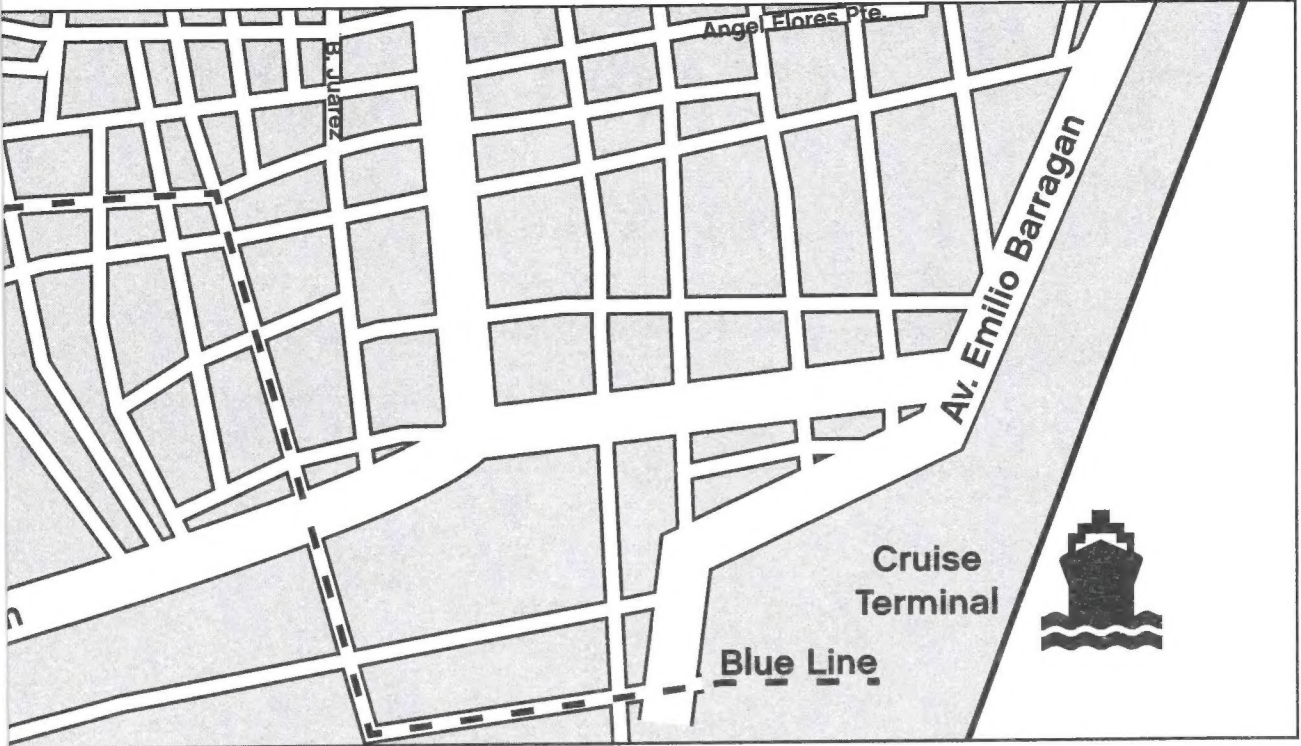 Angel Flores Pte.
B. Juarez
Av. Emilio Barragan
Cruise
Terminal
Blue Line